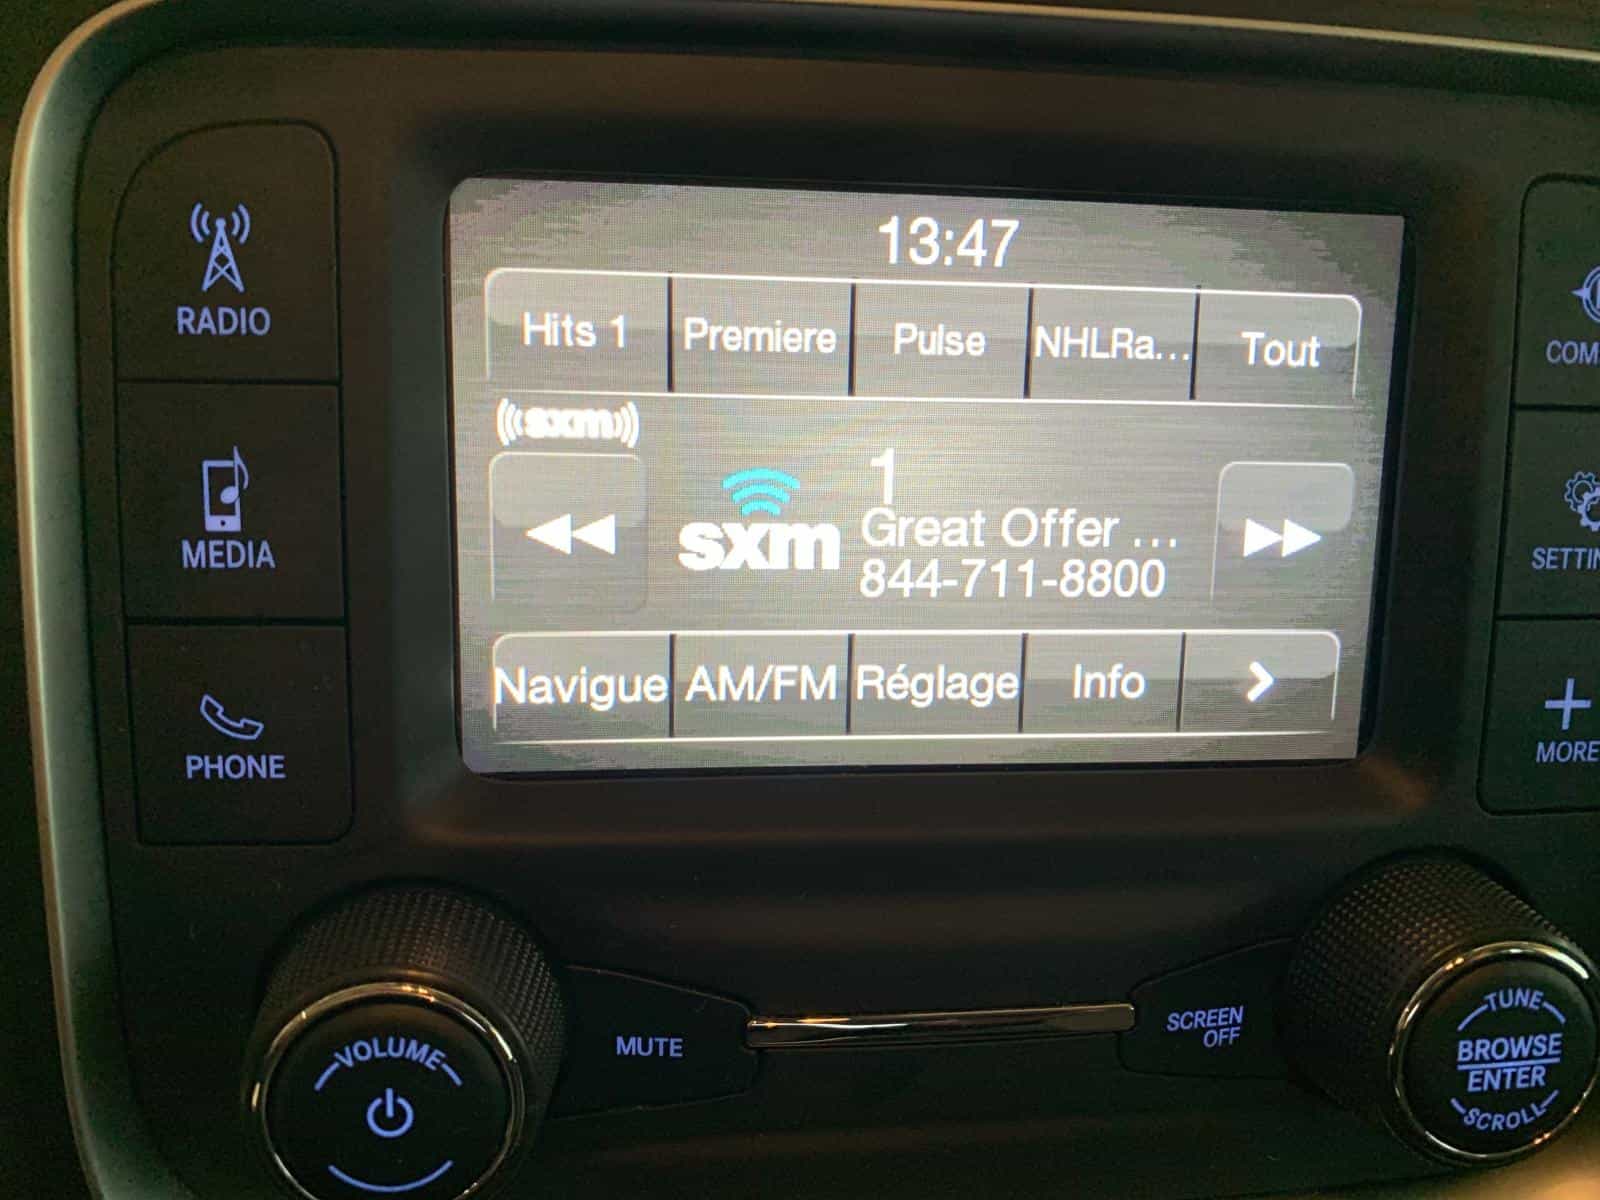 13:47
Hits 1 Premiere Pulse NHLRa... Tout
sxm
1
sxm
Great Offer ...
844-711-8800
Navigue AM/FM Réglage Info >
RADIO
MEDIA
PHONE
COM
SETTIN
MORE
VOLUME
MUTE
SCREEN
OFF
TUNE
BROWSE
ENTER
SCROLL